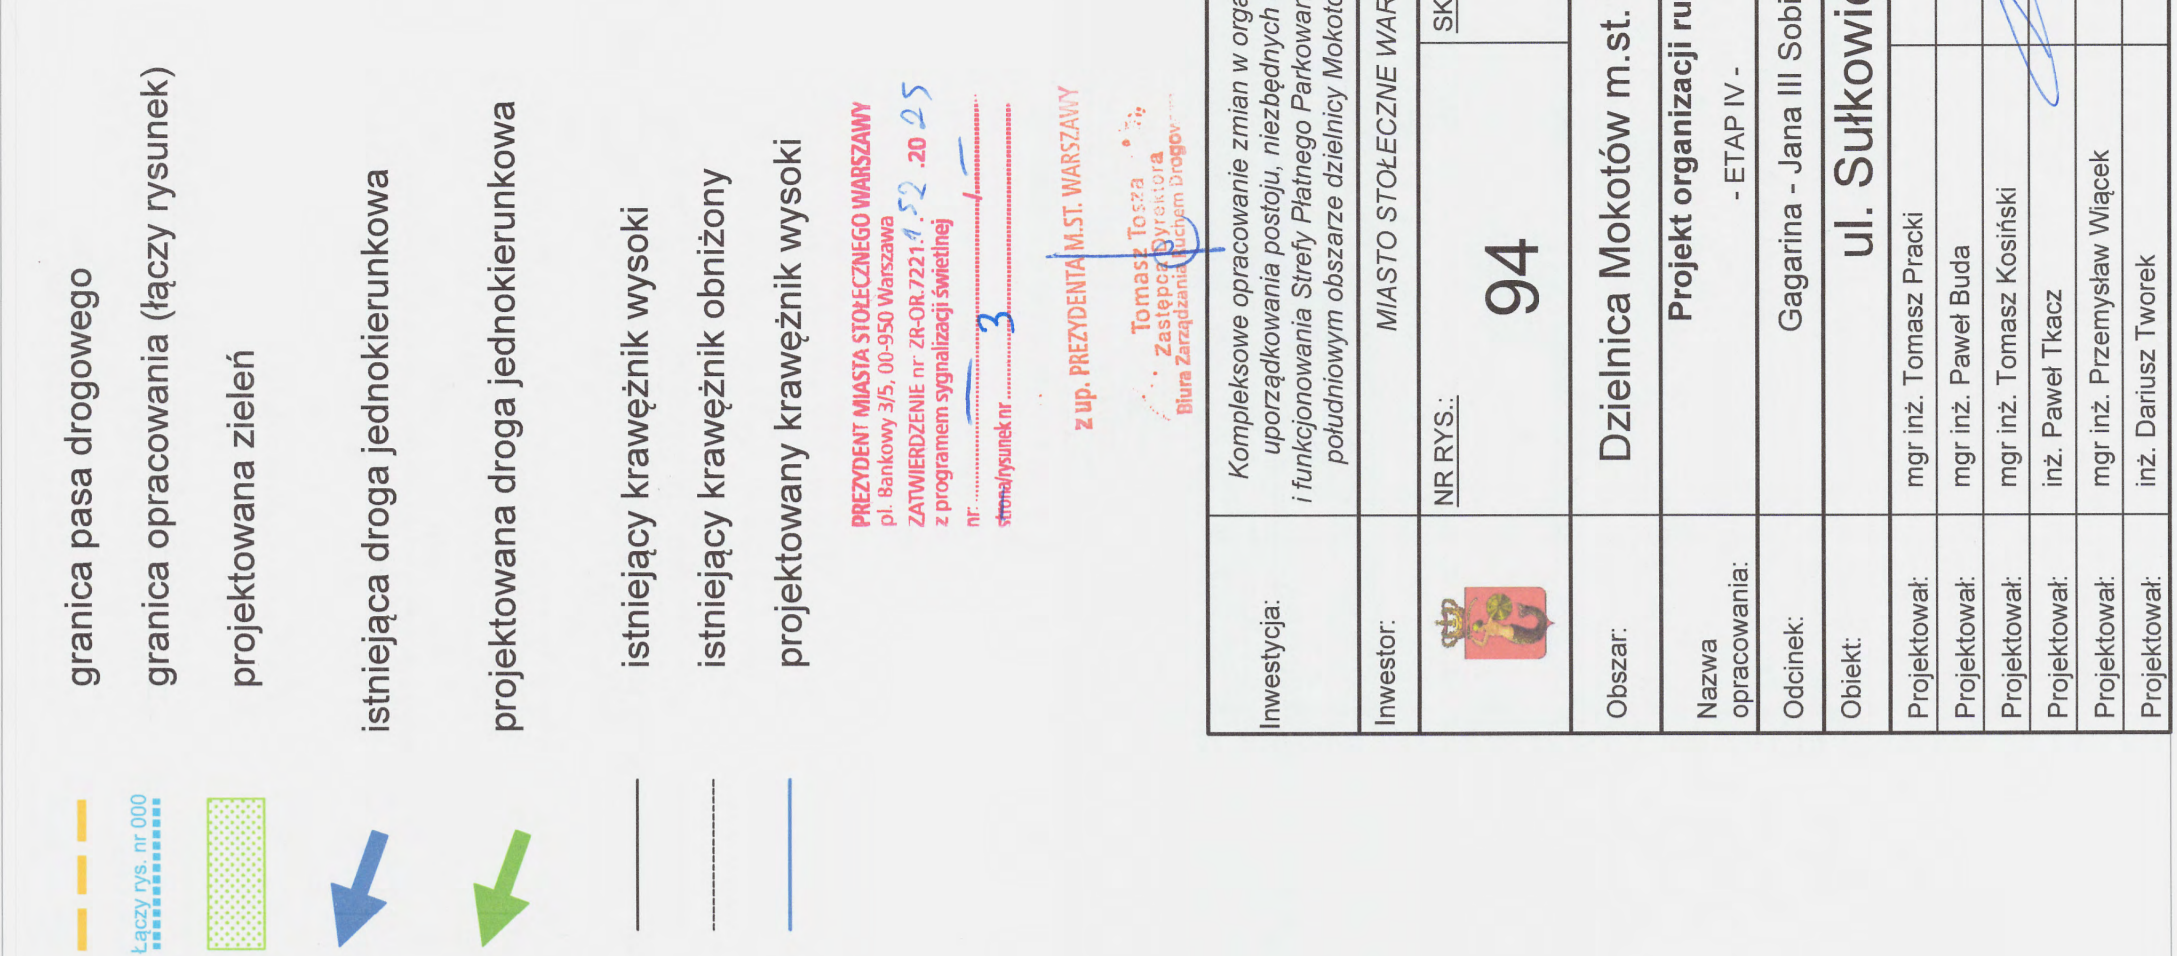 granica pasa drogowego
Łączy rys. nr 000
granica opracowania (łączy rysunek)
projektowana zieleń
istniejąca droga jednokierunkowa
projektowana droga jednokierunkowa
istniejący krawężnik wysoki
istniejący krawężnik obniżony
projektowany krawężnik wysoki
PREZYDENT MIASTA STOŁECZNEGO WARSZAWY
pl. Bankowy 3/5, 00-950 Warszawa
ZATWIERDZENIE nr ZR-OR.7221.152.2025
z programem sygnalizacji świetlnej
nr: — / —
strona/rysunek nr 3
z up. PREZYDENTA M.ST. WARSZAWY
Tomasz Tosza
Zastępca Dyrektora
Biura Zarządzania Ruchem Drogowym
Inwestycja:
Kompleksowe opracowanie zmian w orga
uporządkowania postoju, niezbędnych
i funkcjonowania Strefy Płatnego Parkowan
południowym obszarze dzielnicy Mokoto
Inwestor:
MIASTO STOŁECZNE WAR
NR RYS.:
94
SK
Obszar:
Dzielnica Mokotów m.st.
Nazwa
opracowania:
Projekt organizacji ru
- ETAP IV -
Odcinek:
Gagarina - Jana III Sobi
Obiekt:
ul. Sułkowic
Projektował: mgr inż. Tomasz Pracki
Projektował: mgr inż. Paweł Buda
Projektował: mgr inż. Tomasz Kosiński
Projektował: inż. Paweł Tkacz
Projektował: mgr inż. Przemysław Wiącek
Projektował: inż. Dariusz Tworek